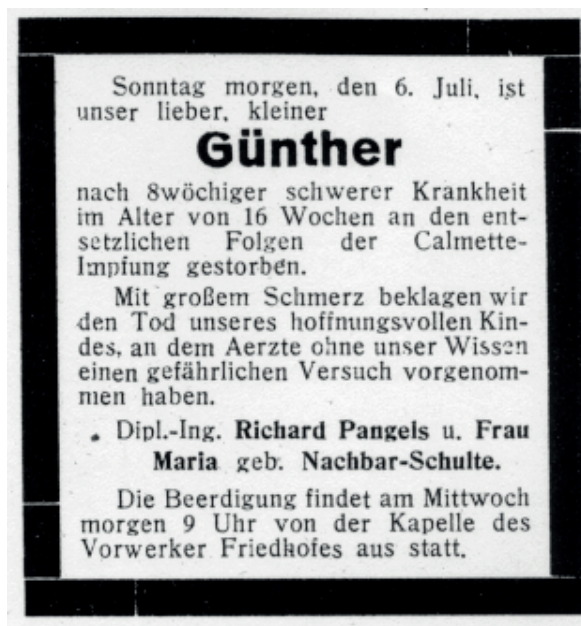 Sonntag morgen, den 6. Juli, ist
unser lieber, kleiner
Günther
nach 8wöchiger schwerer Krankheit
im Alter von 16 Wochen an den ent-
setzlichen Folgen der Calmette-
Impfung gestorben.
Mit großem Schmerz beklagen wir
den Tod unseres hoffnungsvollen Kin-
des, an dem Aerzte ohne unser Wissen
einen gefährlichen Versuch vorgenom-
men haben.
Dipl.-Ing. Richard Pangels u. Frau
Maria geb. Nachbar-Schulte.
Die Beerdigung findet am Mittwoch
morgen 9 Uhr von der Kapelle des
Vorwerker Friedhofes aus statt.